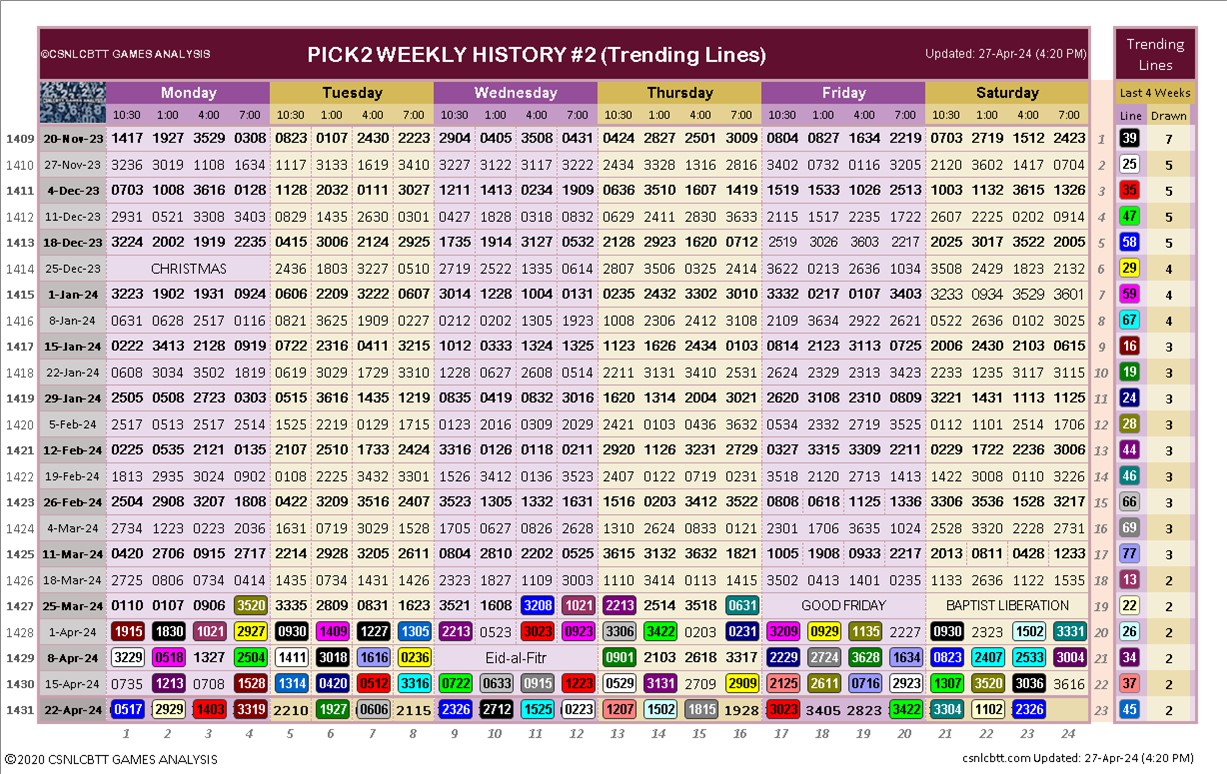 ©CSNLCBTT GAMES ANALYSIS PICK2 WEEKLY HISTORY #2 (Trending Lines) Updated: 27-Apr-24 (4:20 PM) Trending Lines
Monday Tuesday Wednesday Thursday Friday Saturday Last 4 Weeks
10:30 1:00 4:00 7:00 10:30 1:00 4:00 7:00 10:30 1:00 4:00 7:00 10:30 1:00 4:00 7:00 10:30 1:00 4:00 7:00 10:30 1:00 4:00 7:00 Line Drawn
1409 20-Nov-23 1417 1927 3529 0308 0823 0107 2430 2223 2904 0405 3508 0431 0424 2827 2501 3009 0804 0827 1634 2219 0703 2719 1512 2423 1 39 7
1410 27-Nov-23 3236 3019 1108 1634 1117 3133 1619 3410 3227 3122 3117 3222 2434 3328 1316 2816 3402 0732 0116 3205 2120 3602 1417 0704 2 25 5
1411 4-Dec-23 0703 1008 3616 0128 1128 2032 0111 3027 1211 1413 0234 1909 0636 3510 1607 1419 1519 1533 1026 2513 1003 1132 3615 1326 3 35 5
1412 11-Dec-23 2931 0521 3308 3403 0829 1435 2630 0301 0427 1828 0318 0832 0629 2411 2830 3633 2115 1517 2235 1722 2607 2225 0202 0914 4 47 5
1413 18-Dec-23 3224 2002 1919 2235 0415 3006 2124 2925 1735 1914 3127 0532 2128 2923 1620 0712 2519 3026 3603 2217 2025 3017 3522 2005 5 58 5
1414 25-Dec-23 CHRISTMAS 2436 1803 3227 0512 2719 2522 1335 0614 2807 3506 0325 2414 3622 0213 2636 1034 3508 2429 1823 2132 6 29 4
1415 1-Jan-24 3223 1902 1931 0924 0606 2209 3222 0607 3014 1228 1004 0131 0235 2432 3302 3010 3332 0217 0107 3403 3233 0934 3529 3601 7 59 4
1416 8-Jan-24 0631 0628 2517 0116 0821 3625 1909 0227 0212 0202 1305 1923 1008 2306 2412 3108 2109 3634 2922 2621 0522 2636 0102 3025 8 67 4
1417 15-Jan-24 0222 3413 2128 0919 0722 2316 0411 3215 1012 0333 1324 1325 1123 1626 2434 0103 0814 2123 3113 0725 2006 2430 2103 0615 9 16 3
1418 22-Jan-24 0608 3034 3502 1819 0619 3029 1729 3310 1228 0627 2608 0514 2211 3131 3410 2531 2624 2329 2313 3423 2233 1235 3117 3115 10 19 3
1419 29-Jan-24 2505 0508 2723 0303 0515 3616 1435 1219 0835 0419 0832 3016 1620 1314 2004 3021 2620 3108 2310 0809 3221 1431 1113 1125 11 24 3
1420 5-Feb-24 2517 0513 2517 2514 1525 2219 0129 1713 0123 2016 0309 2029 2421 0103 0436 3632 0534 2332 2719 3525 0112 1101 2514 1706 12 28 3
1421 12-Feb-24 0225 0535 2121 0135 2107 2510 1733 2424 3316 0126 0118 0211 2920 1126 3231 2729 0327 3315 3309 2211 0229 1722 2236 3006 13 44 3
1422 19-Feb-24 1813 2935 3024 0902 0108 2225 3432 3307 1526 3412 0136 3523 2407 0122 0719 0231 3518 2120 2713 1413 1422 3008 0110 3226 14 46 3
1423 26-Feb-24 2504 2908 3207 1808 0422 3209 3516 2407 3523 1305 1332 1631 1516 0203 3412 3522 0808 0618 1125 1336 3306 3536 1528 3217 15 66 3
1424 4-Mar-24 2734 1223 0223 2036 1631 0719 3029 1528 1705 0627 0826 2628 1310 2624 0833 0121 2301 1706 3635 1024 2528 3320 2228 2731 16 69 3
1425 11-Mar-24 0420 2706 0915 2717 2214 2928 3205 2611 0804 2810 2202 0525 3615 3132 3632 1821 1005 1908 0933 2217 2013 0811 0428 1233 17 77 3
1426 18-Mar-24 2725 0806 0734 0414 1435 0734 1431 1426 2323 1827 1109 3003 1110 3414 0113 1415 3502 0413 1401 0235 1133 2636 1122 1535 18 13 2
1427 25-Mar-24 0110 0107 0906 3520 3335 2809 0831 1623 3521 1608 3208 1021 2213 2514 3518 0631 GOOD FRIDAY BAPTIST LIBERATION 19 22 2
1428 1-Apr-24 1915 1830 1021 2927 0930 1409 1227 1305 2213 0523 3023 0923 3306 3422 0203 0231 3209 0929 1135 2227 0930 2323 1502 3331 20 26 2
1429 8-Apr-24 3229 0518 1327 2504 1411 3018 1616 0236 Eid-al-Fitr 0901 2103 2618 3317 2229 2724 3628 1634 0823 2407 2533 3004 21 34 2
1430 15-Apr-24 0735 1213 0708 1528 1314 0420 0512 3316 0722 0633 0915 1223 0529 3131 2709 2909 2125 2611 0716 2923 1307 3520 3036 3616 22 37 2
1431 22-Apr-24 0517 2929 1403 3319 2210 1927 0606 2115 2326 2712 1525 0223 1207 1502 1815 1928 3023 3405 2823 3422 3304 1102 2326 23 45 2
1 2 3 4 5 6 7 8 9 10 11 12 13 14 15 16 17 18 19 20 21 22 23 24
©2020 CSNLCBTT GAMES ANALYSIS csnlcbtt.com Updated: 27-Apr-24 (4:20 PM)